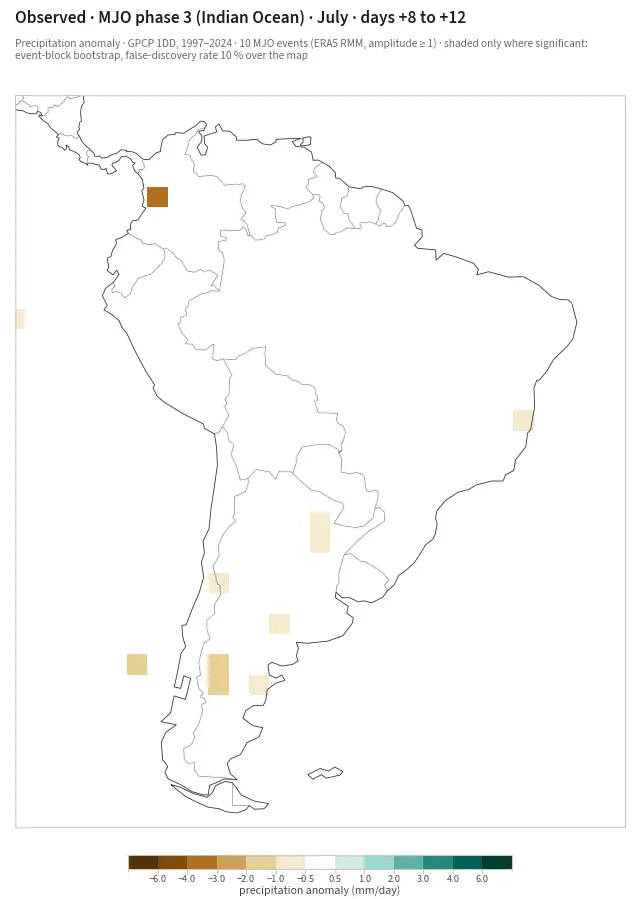 Observed · MJO phase 3 (Indian Ocean) · July · days +8 to +12
Precipitation anomaly · GPCP 1DD, 1997–2024 · 10 MJO events (ERA5 RMM, amplitude ≥ 1) · shaded only where significant:
event-block bootstrap, false-discovery rate 10 % over the map
−6.0 −4.0 −3.0 −2.0 −1.0 −0.5 0.5 1.0 2.0 3.0 4.0 6.0
precipitation anomaly (mm/day)